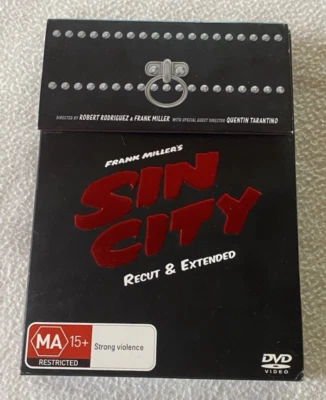 DIRECTED BY ROBERT RODRIGUEZ & FRANK MILLER WITH SPECIAL GUEST DIRECTOR QUENTIN TARANTINO
FRANK MILLER'S
SIN
CITY
RECUT & EXTENDED
MA 15+ Strong violence
RESTRICTED
DVD
VIDEO